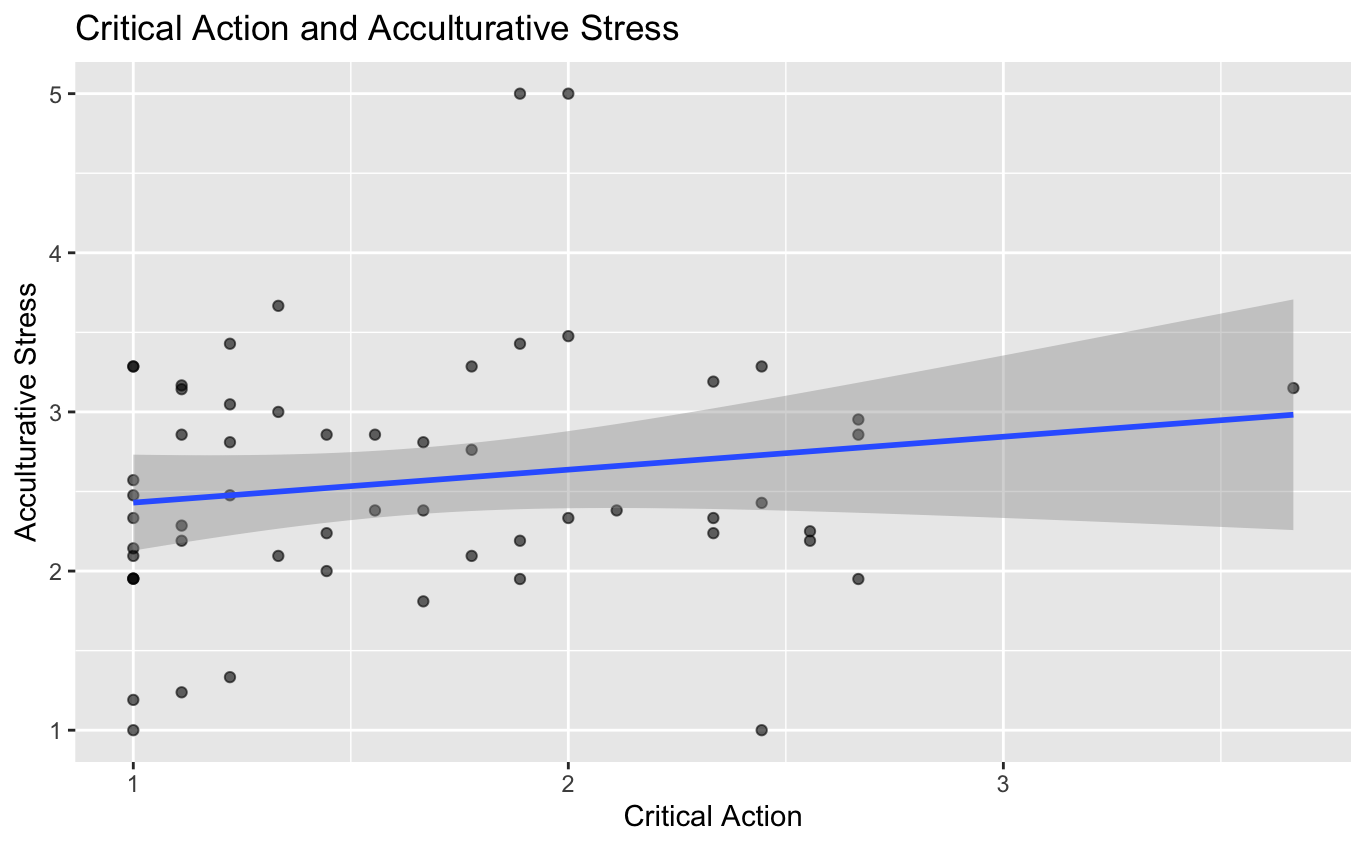 Critical Action and Acculturative Stress
5
4
3
2
1
Acculturative Stress
1
2
3
Critical Action